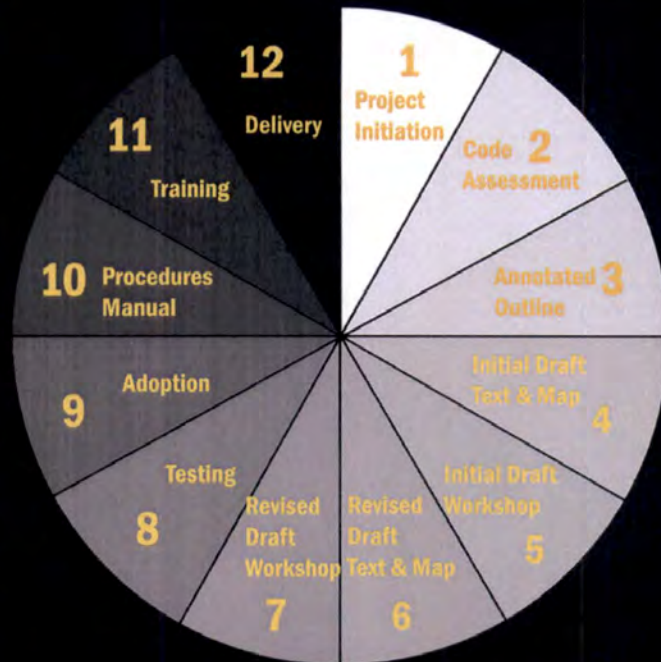 1
Project
Initiation
Code 2
Assessment
Annotated 3
Outline
Initial Draft
Text & Map
4
Initial Draft
Workshop
5
Revised
Draft
Text & Map
6
Revised
Draft
Workshop
7
Testing
8
Adoption
9
10 Procedures
Manual
11
Training
12
Delivery